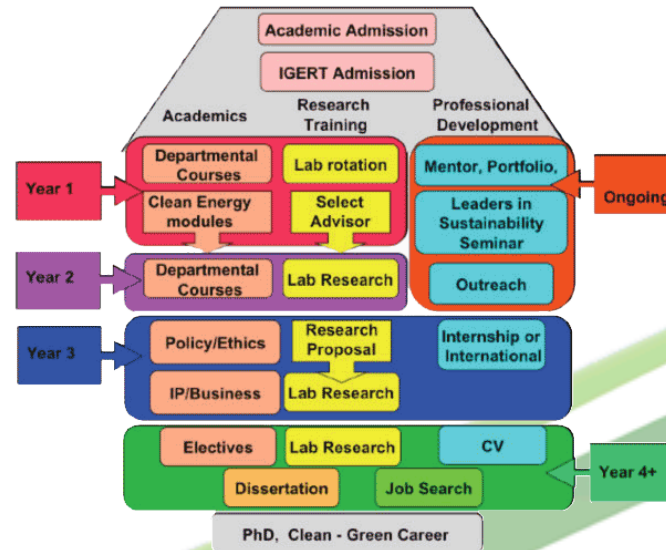 Academic Admission
IGERT Admission
Academics
Research
Training
Professional
Development
Year 1
Departmental
Courses
Lab rotation
Mentor, Portfolio,
Ongoing
Clean Energy
modules
Select
Advisor
Leaders in
Sustainability
Seminar
Year 2
Departmental
Courses
Lab Research
Outreach
Year 3
Policy/Ethics
Research
Proposal
Internship or
International
IP/Business
Lab Research
Electives
Lab Research
CV
Year 4+
Dissertation
Job Search
PhD, Clean - Green Career